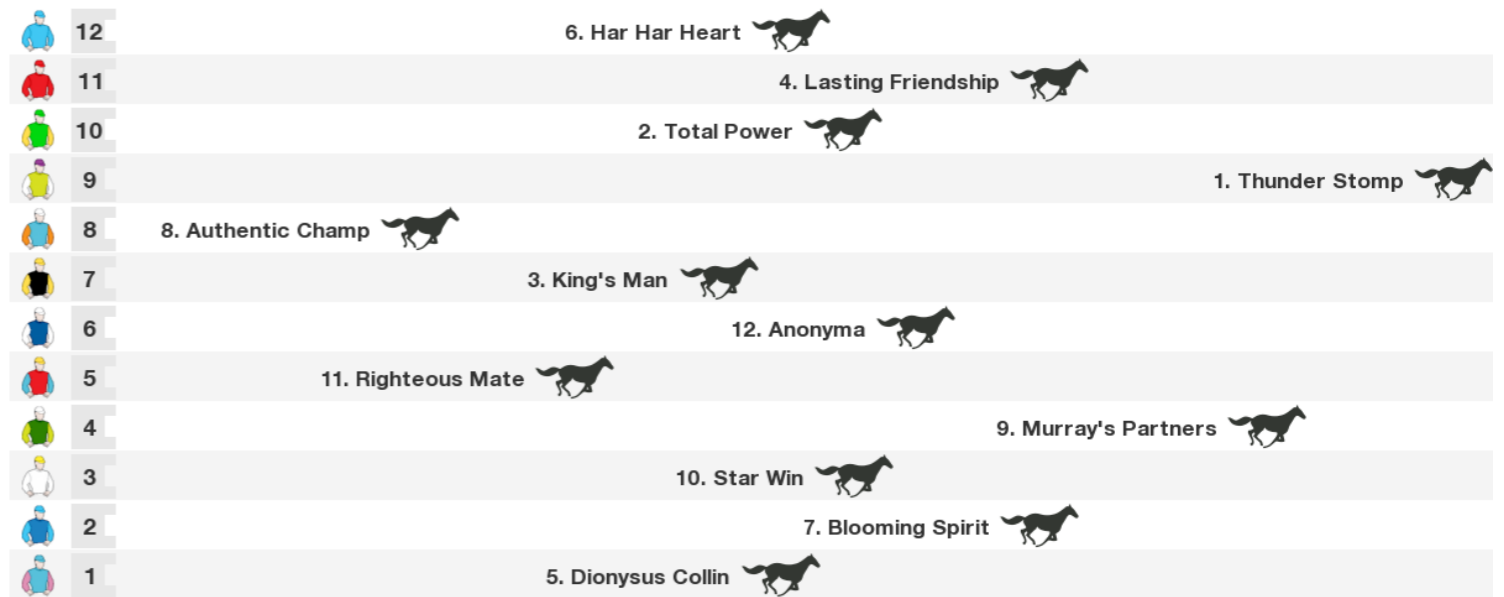 12 6. Har Har Heart
11 4. Lasting Friendship
10 2. Total Power
9 1. Thunder Stomp
8 8. Authentic Champ
7 3. King's Man
6 12. Anonyma
5 11. Righteous Mate
4 9. Murray's Partners
3 10. Star Win
2 7. Blooming Spirit
1 5. Dionysus Collin